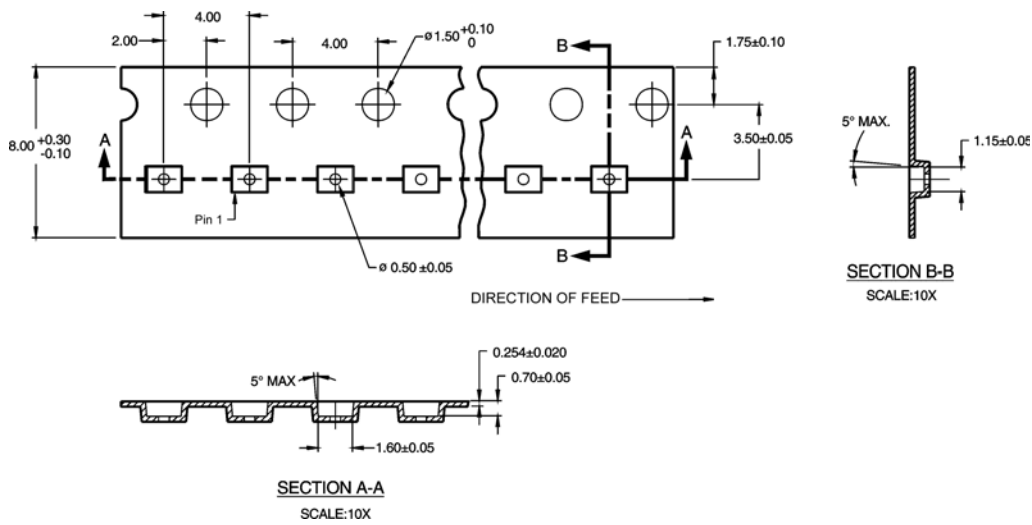 4.00
2.00
4.00
ø1.50 +0.10
0
B
1.75±0.10
8.00 +0.30
-0.10
A
A
3.50±0.05
5° MAX.
1.15±0.05
Pin 1
B
ø 0.50 ±0.05
SECTION B-B
SCALE:10X
DIRECTION OF FEED
0.254±0.020
5° MAX
0.70±0.05
1.60±0.05
SECTION A-A
SCALE:10X